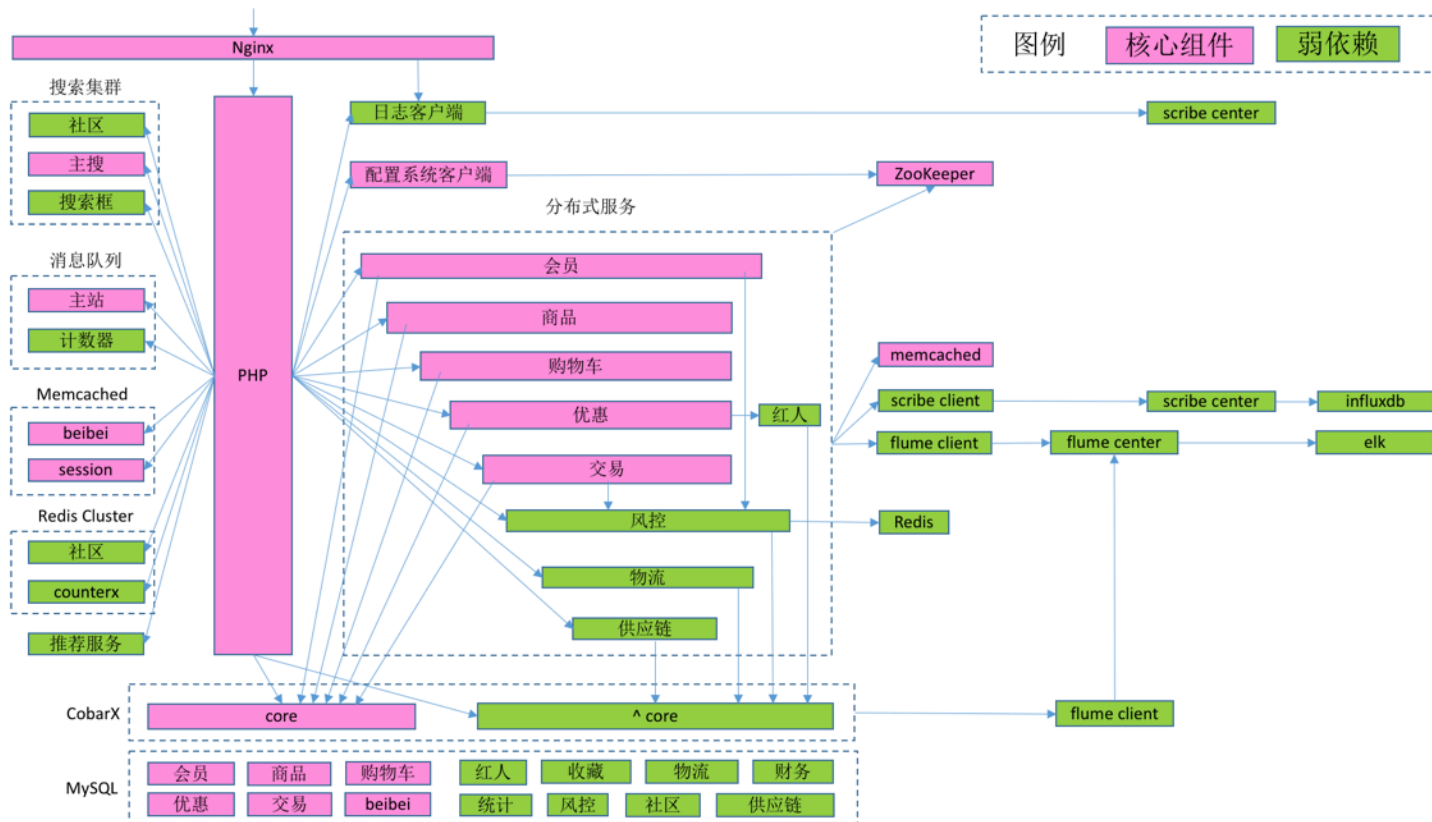 Nginx
图例
核心组件
弱依赖
搜索集群
社区
主搜
搜索框
消息队列
主站
计数器
Memcached
beibei
session
Redis Cluster
社区
counterx
推荐服务
PHP
日志客户端
scribe center
配置系统客户端
ZooKeeper
分布式服务
会员
商品
购物车
优惠
红人
交易
风控
物流
供应链
memcached
scribe client
scribe center
influxdb
flume client
flume center
elk
Redis
CobarX
core
^ core
flume client
MySQL
会员
商品
购物车
红人
收藏
物流
财务
优惠
交易
beibei
统计
风控
社区
供应链